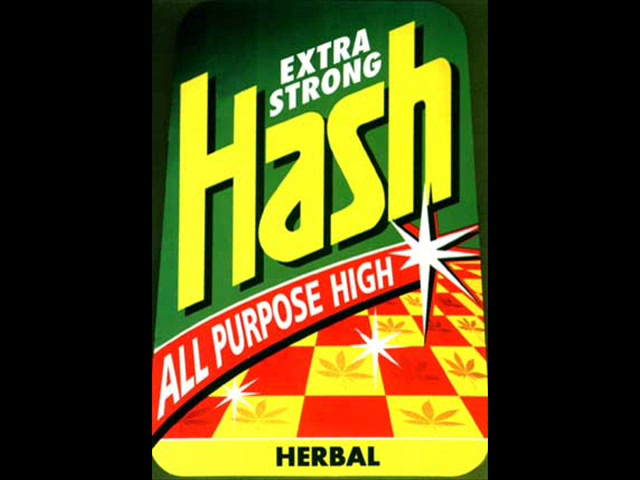 EXTRA
STRONG
Hash
ALL PURPOSE HIGH
HERBAL